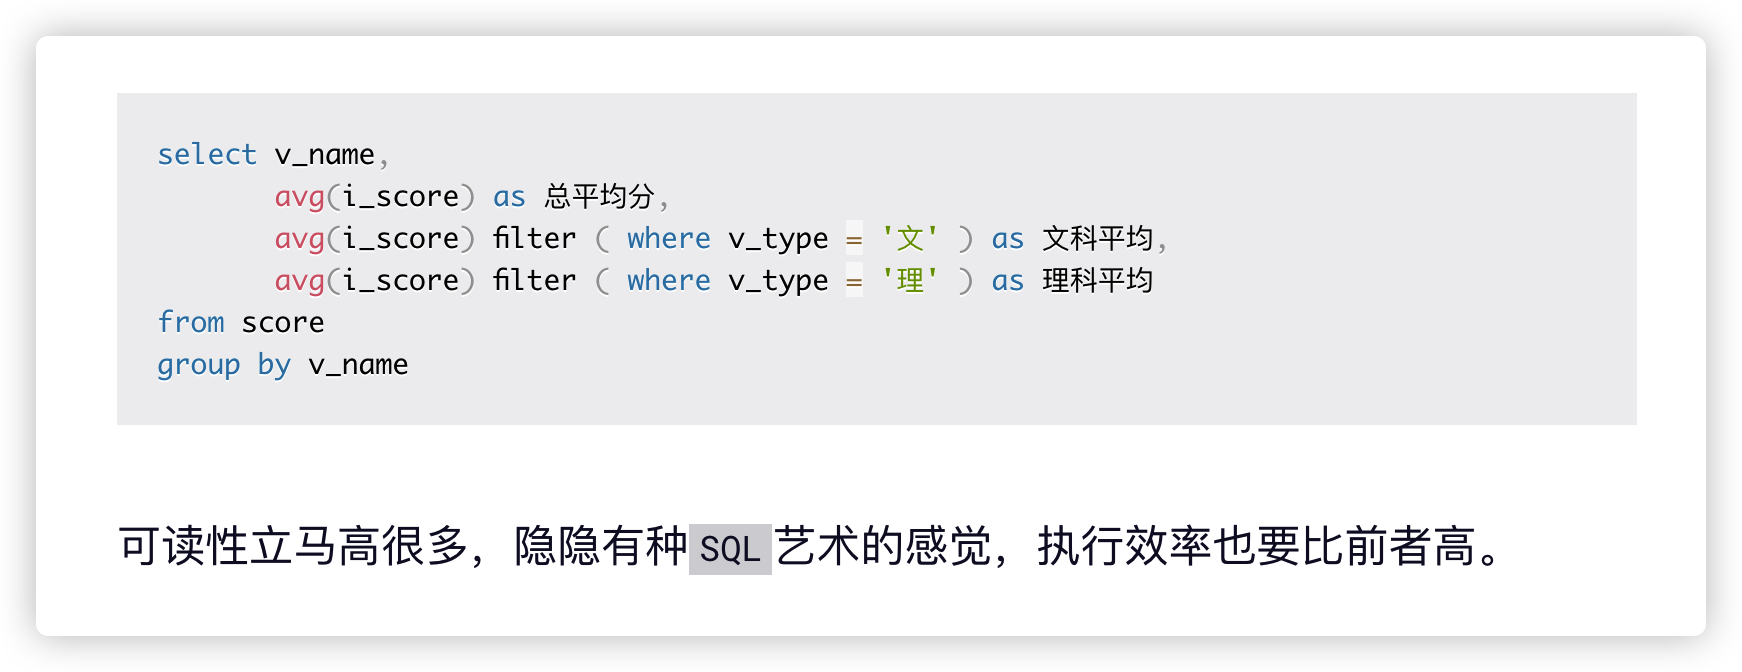 select v_name,
       avg(i_score) as 总平均分,
       avg(i_score) filter ( where v_type = '文' ) as 文科平均,
       avg(i_score) filter ( where v_type = '理' ) as 理科平均
from score
group by v_name
可读性立马高很多，隐隐有种 SQL 艺术的感觉，执行效率也要比前者高。